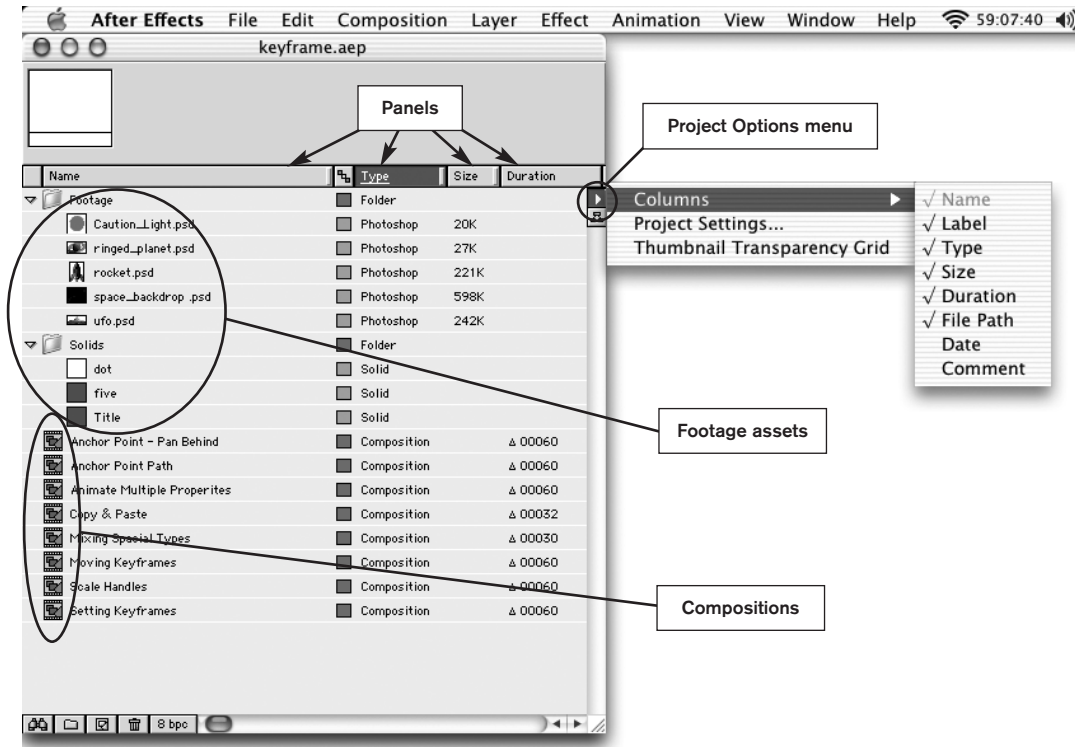 After Effects File Edit Composition Layer Effect Animation View Window Help 59:07:40
keyframe.aep
Panels
Project Options menu
Name Type Size Duration
Footage Folder
Caution_Light.psd Photoshop 20K
ringed_planet.psd Photoshop 27K
rocket.psd Photoshop 221K
space_backdrop .psd Photoshop 598K
ufo.psd Photoshop 242K
Solids Folder
dot Solid
five Solid
Title Solid
Anchor Point - Pan Behind Composition Δ 00060
Anchor Point Path Composition Δ 00060
Animate Multiple Properites Composition Δ 00060
Copy & Paste Composition Δ 00032
Mixing Spacial Types Composition Δ 00030
Moving Keyframes Composition Δ 00060
Scale Handles Composition Δ 00060
Setting Keyframes Composition Δ 00060
8 bpc
Columns
Project Settings...
Thumbnail Transparency Grid
√ Name
√ Label
√ Type
√ Size
√ Duration
√ File Path
Date
Comment
Footage assets
Compositions